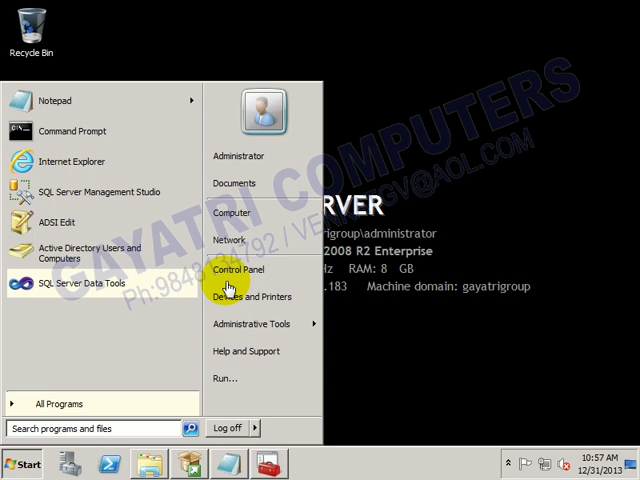 Recycle Bin
Notepad
Command Prompt
Internet Explorer
SQL Server Management Studio
ADSI Edit
Active Directory Users and
Computers
SQL Server Data Tools
All Programs
Search programs and files
Administrator
Documents
Computer
Network
Control Panel
Devices and Printers
Administrative Tools
Help and Support
Run...
Log off
RVER
rigroup\administrator
2008 R2 Enterprise
Hz RAM: 8 GB
.183 Machine domain: gayatrigroup
GAYATRI COMPUTERS
Start
10:57 AM
12/31/2013